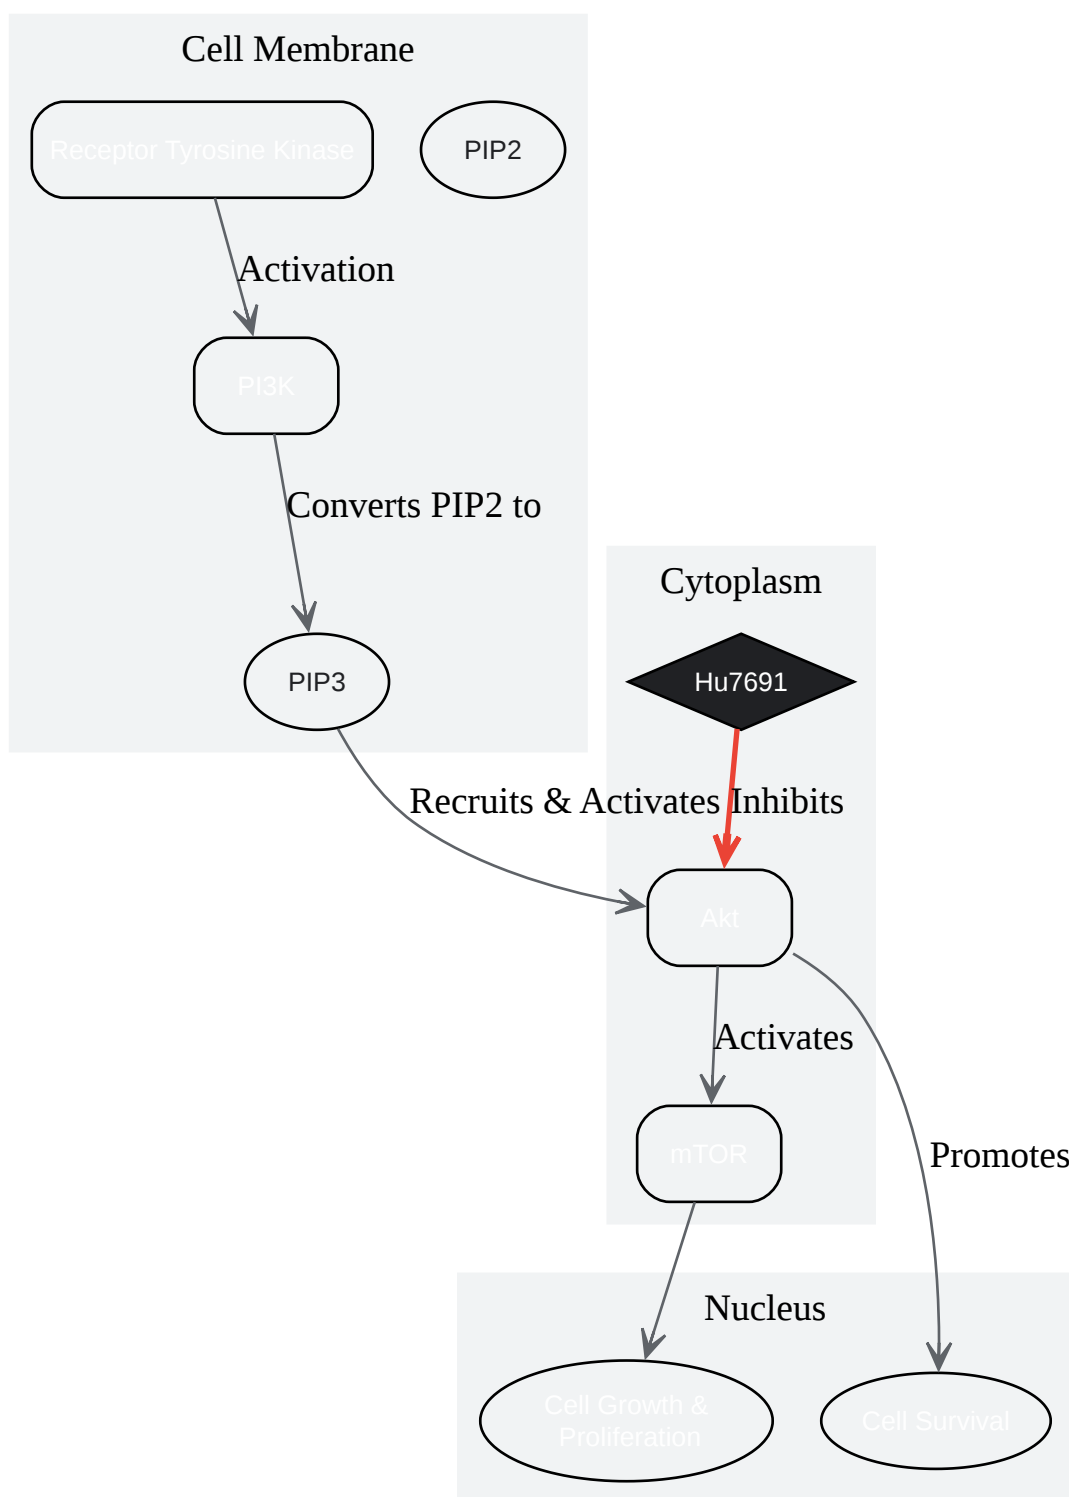 Cell Membrane
Receptor Tyrosine Kinase
PIP2
Activation
PI3K
Converts PIP2 to
Cytoplasm
PIP3
Hu7691
Recruits & Activates
Inhibits
Akt
Activates
mTOR
Promotes
Nucleus
Cell Growth &
Proliferation
Cell Survival